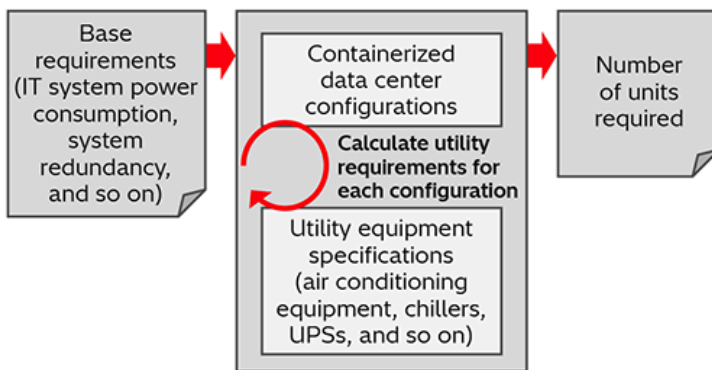 Base
requirements
(IT system power
consumption,
system
redundancy,
and so on)
Containerized
data center
configurations
Calculate utility
requirements for
each configuration
Utility equipment
specifications
(air conditioning
equipment, chillers,
UPSs, and so on)
Number
of units
required